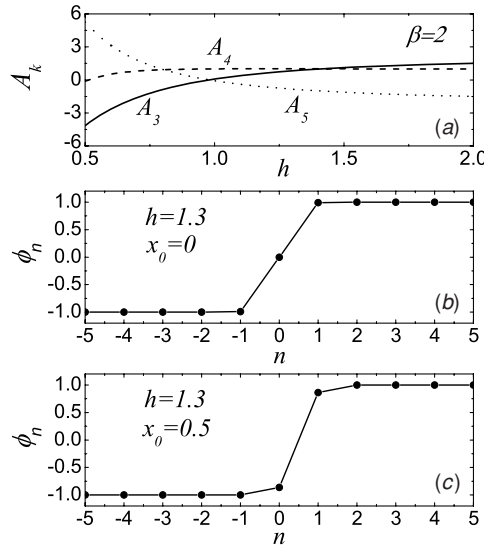 6
3
0
-3
-6
A_k
β=2
A_4
A_3
A_5
(a)
0.5 1.0 1.5 2.0
h
1.0
0.5
0.0
-0.5
-1.0
ϕ_n
h=1.3
x_0=0
(b)
-5 -4 -3 -2 -1 0 1 2 3 4 5
n
1.0
0.5
0.0
-0.5
-1.0
ϕ_n
h=1.3
x_0=0.5
(c)
-5 -4 -3 -2 -1 0 1 2 3 4 5
n